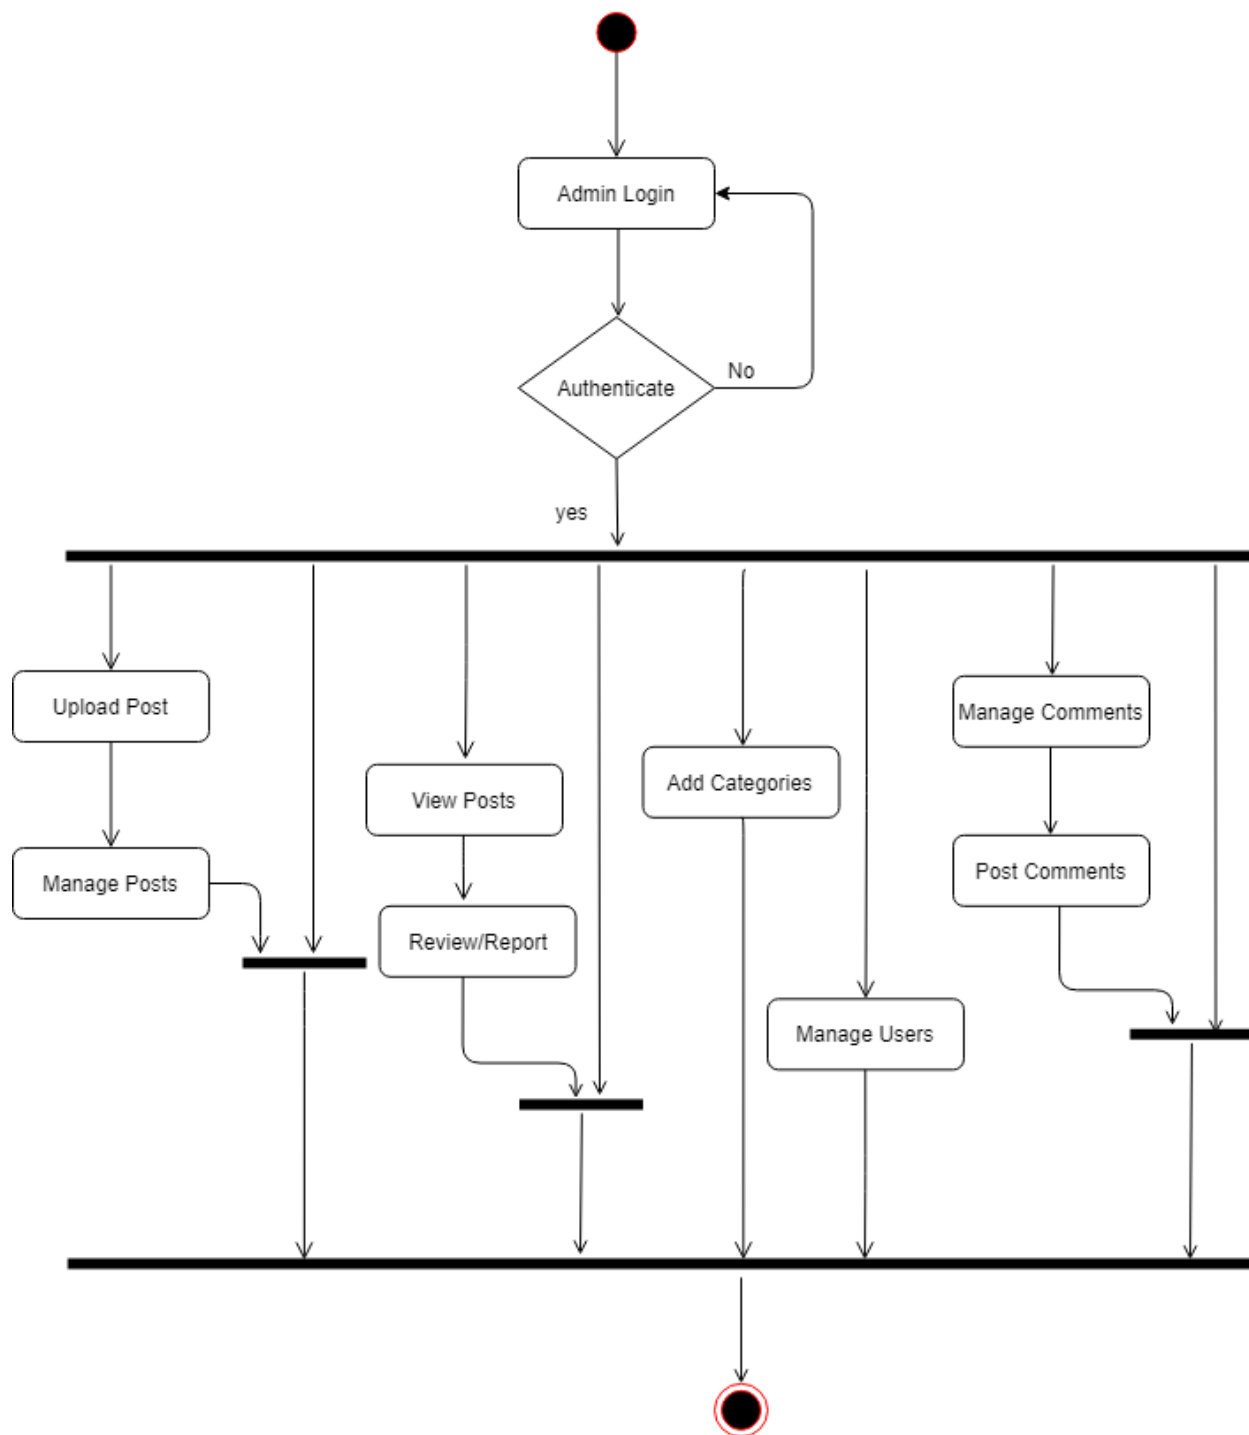 Admin Login
Authenticate
No
yes
Upload Post
Manage Comments
View Posts
Add Categories
Manage Posts
Post Comments
Review/Report
Manage Users